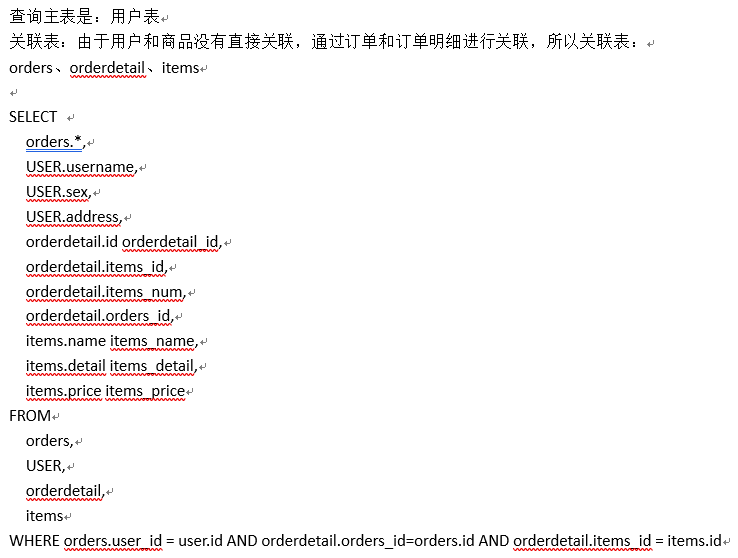 查询主表是：用户表
关联表：由于用户和商品没有直接关联，通过订单和订单明细进行关联，所以关联表：
orders、orderdetail、items
SELECT
orders.*,
USER.username,
USER.sex,
USER.address,
orderdetail.id orderdetail_id,
orderdetail.items_id,
orderdetail.items_num,
orderdetail.orders_id,
items.name items_name,
items.detail items_detail,
items.price items_price
FROM
orders,
USER,
orderdetail,
items
WHERE orders.user_id = user.id AND orderdetail.orders_id=orders.id AND orderdetail.items_id = items.id